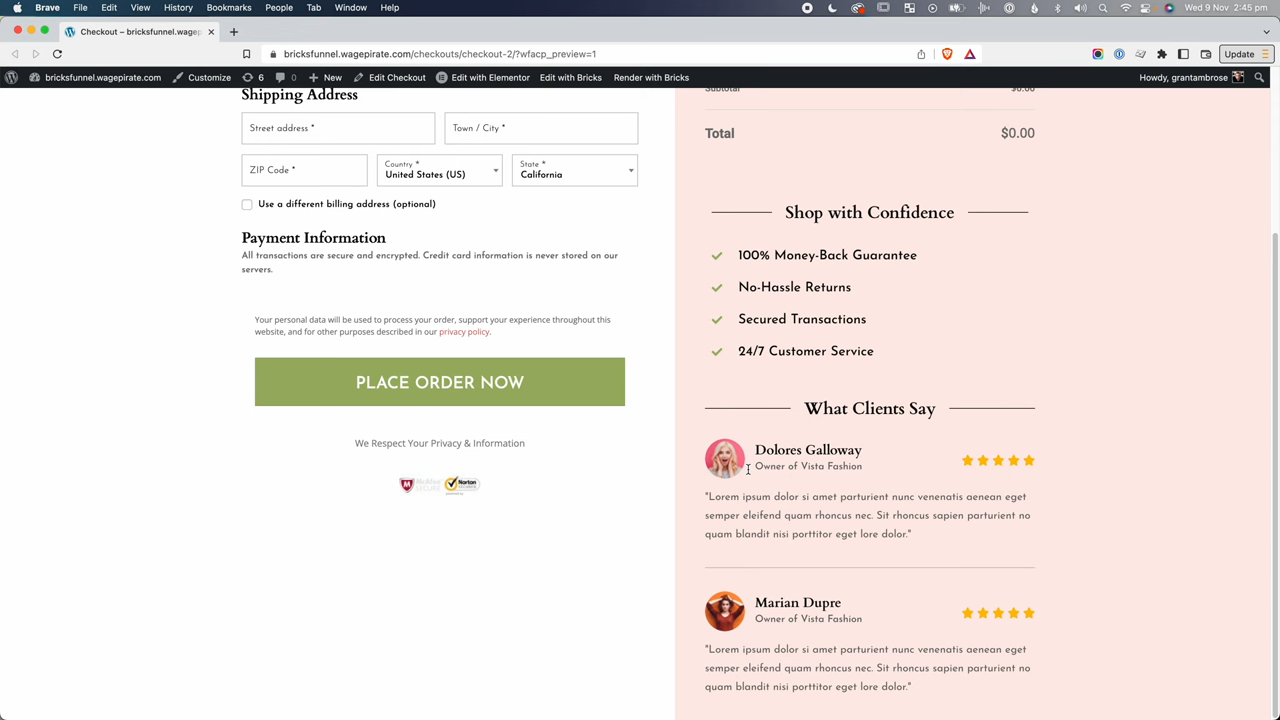 Brave File Edit View History Bookmarks People Tab Window Help
Wed Nov 9 2:45 pm
Checkout – bricksfunnel.wagep
bricksfunnel.wagepirate.com/checkouts/checkout-2/?wfacp_preview=1
Update
bricksfunnel.wagepirate.com Customize 6 0 New Edit Checkout Edit with Elementor Edit with Bricks Render with Bricks
Howdy, grantambrose
Shipping Address
Street address *
Town / City *
ZIP Code *
Country *
United States (US)
State *
California
Use a different billing address (optional)
Payment Information
All transactions are secure and encrypted. Credit card information is never stored on our
servers.
Your personal data will be used to process your order, support your experience throughout this
website, and for other purposes described in our privacy policy.
PLACE ORDER NOW
We Respect Your Privacy & Information
McAfee
SECURE
Norton
Subtotal $0.00
Total $0.00
Shop with Confidence
100% Money-Back Guarantee
No-Hassle Returns
Secured Transactions
24/7 Customer Service
What Clients Say
Dolores Galloway
Owner of Vista Fashion
"Lorem ipsum dolor si amet parturient nunc venenatis aenean eget
semper eleifend quam rhoncus nec. Sit rhoncus sapien parturient no
quam blandit nisi porttitor eget lore dolor."
Marian Dupre
Owner of Vista Fashion
"Lorem ipsum dolor si amet parturient nunc venenatis aenean eget
semper eleifend quam rhoncus nec. Sit rhoncus sapien parturient no
quam blandit nisi porttitor eget lore dolor."